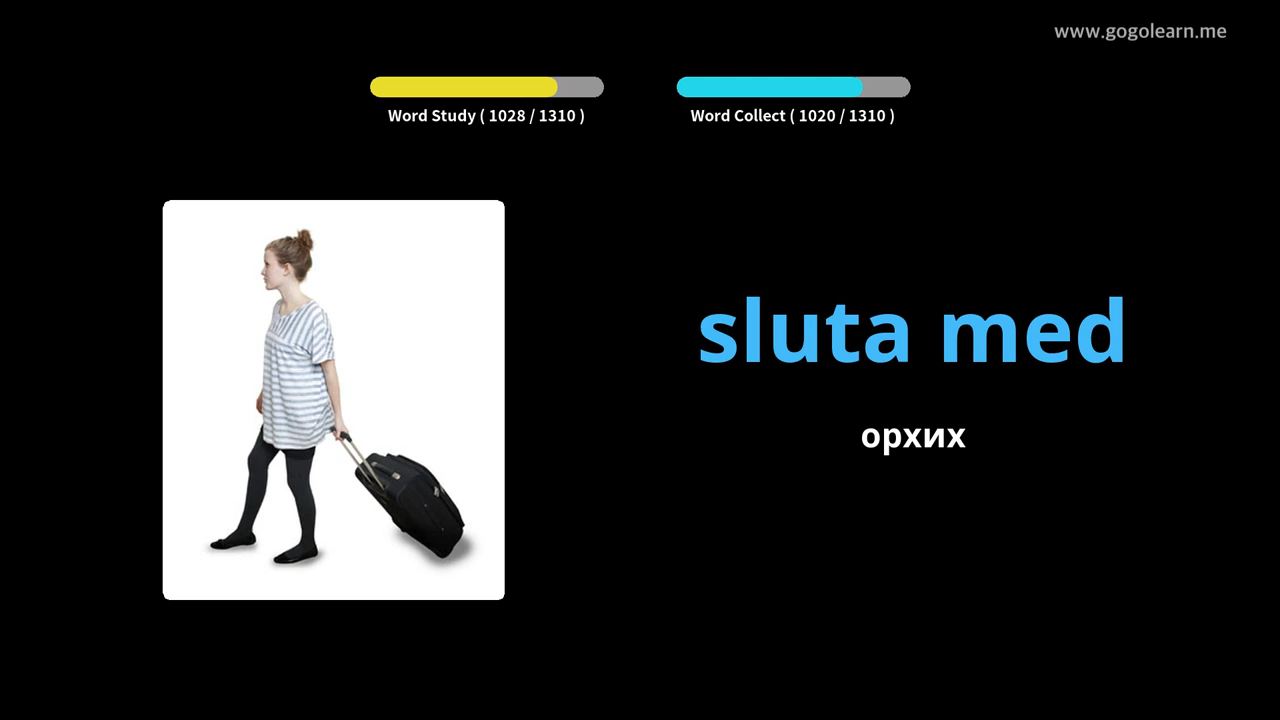 www.gogolearn.me
Word Study ( 1028 / 1310 )
Word Collect ( 1020 / 1310 )
sluta med
орхих